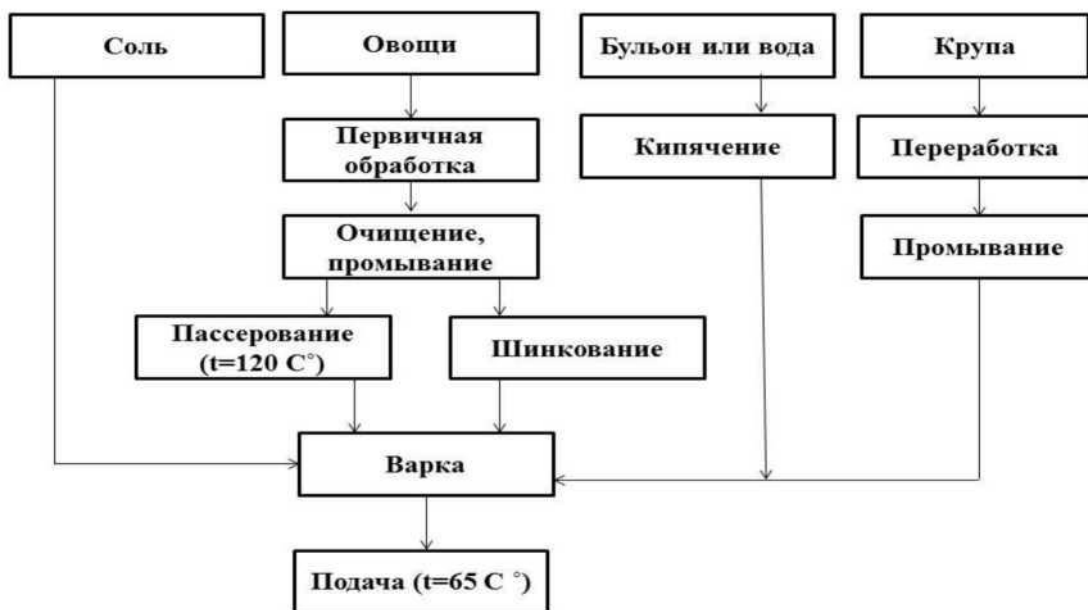 Соль
Овощи
Бульон или вода
Крупа
Первичная
обработка
Кипячение
Переработка
Очищение,
промывание
Промывание
Пассерование
(t=120 С˚)
Шинкование
Варка
Подача (t=65 С ˚)